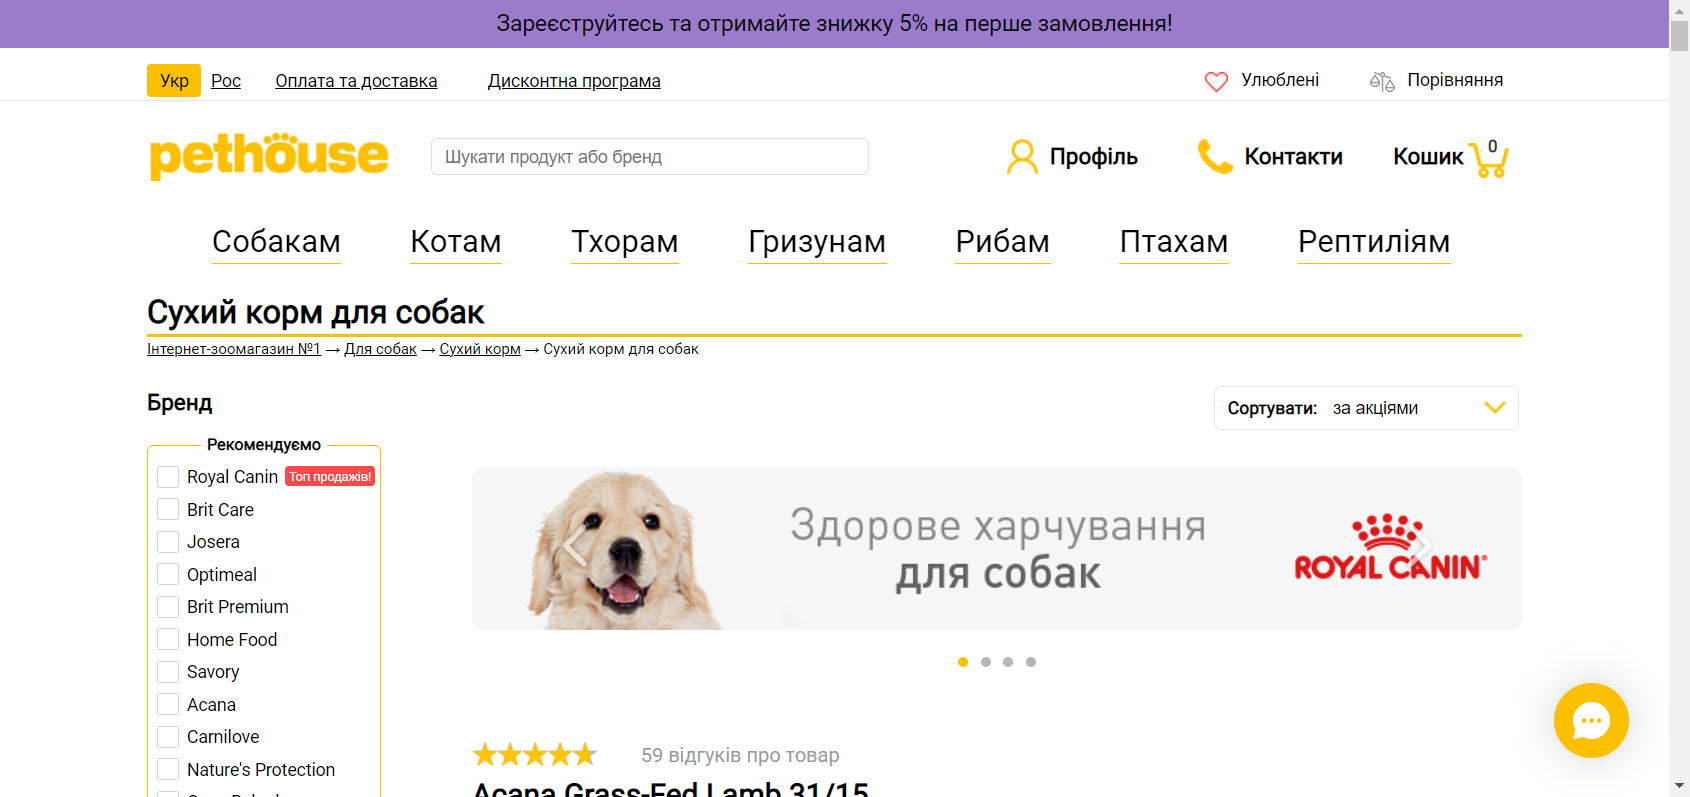 Зареєструйтесь та отримайте знижку 5% на перше замовлення!
Укр Рос Оплата та доставка Дисконтна програма Улюблені Порівняння
pethouse Шукати продукт або бренд Профіль Контакти Кошик 0
Собакам Котам Тхорам Гризунам Рибам Птахам Рептиліям
Сухий корм для собак
Інтернет-зоомагазин №1 → Для собак → Сухий корм → Сухий корм для собак
Бренд
Сортувати: за акціями
Рекомендуємо
Royal Canin Топ продажів!
Brit Care
Josera
Optimeal
Brit Premium
Home Food
Savory
Acana
Carnilove
Nature's Protection
Здорове харчування
для собак
ROYAL CANIN
59 відгуків про товар
Acana Grass-Fed Lamb 31/15